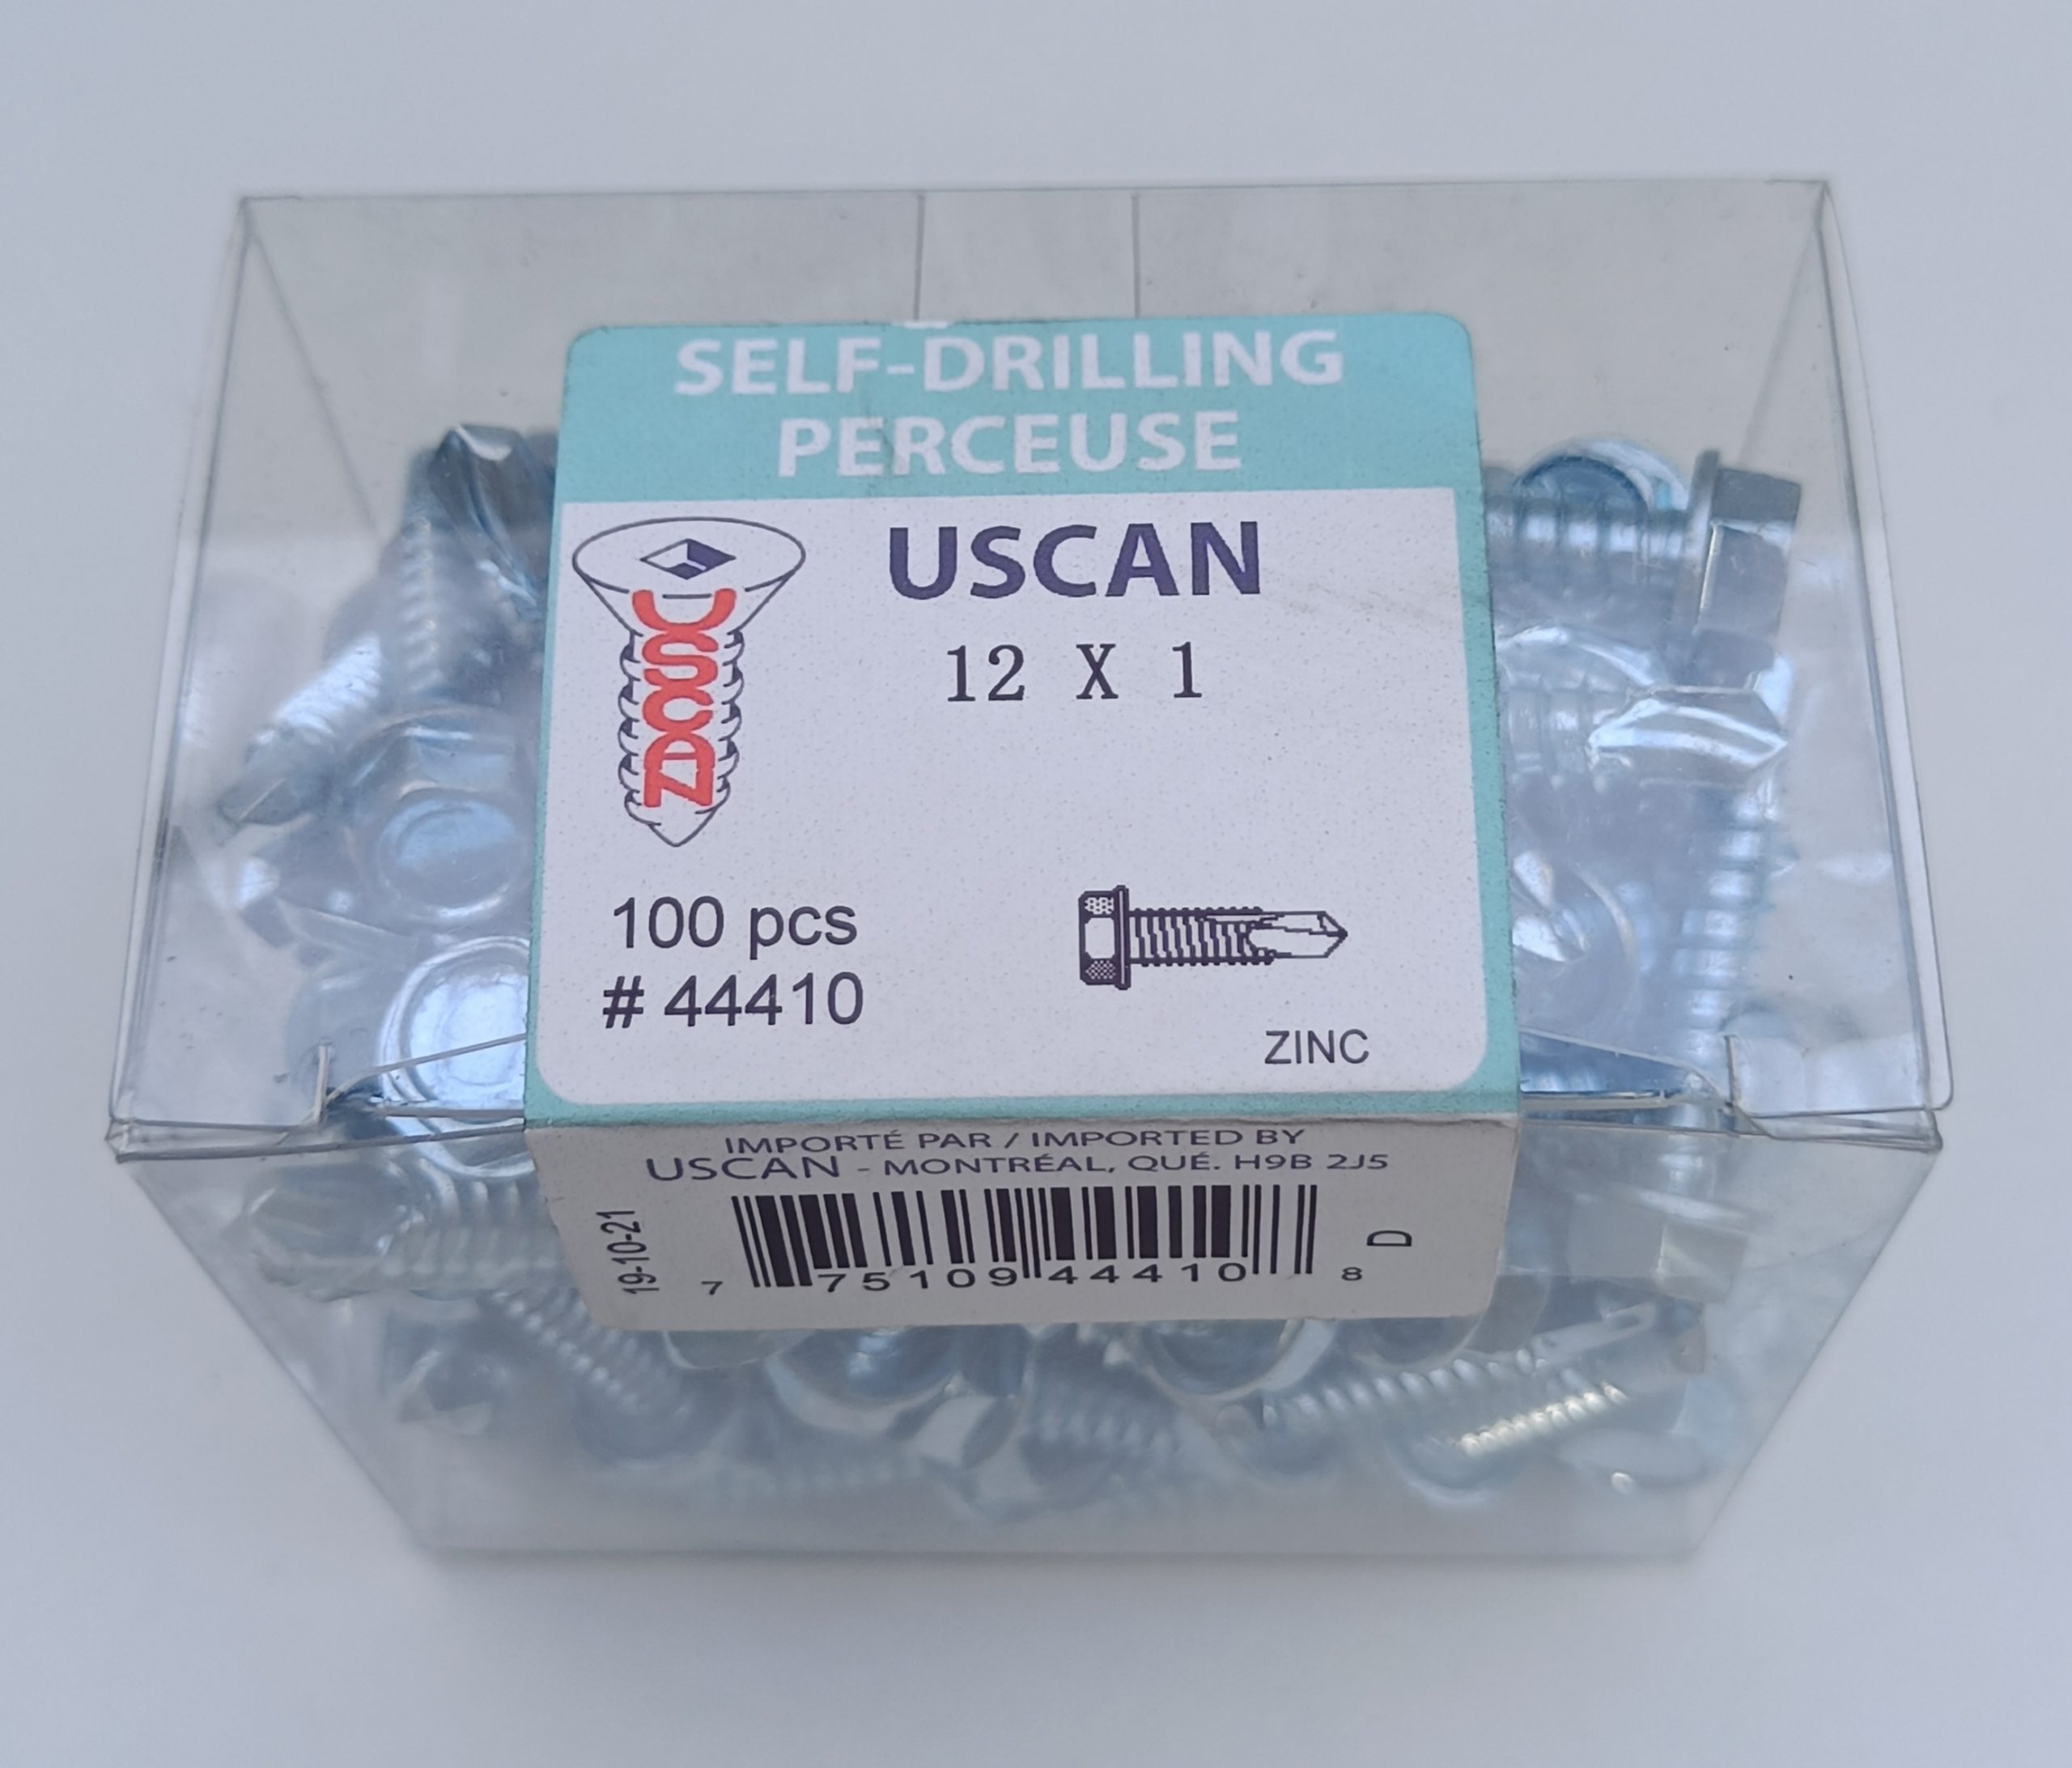 SELF-DRILLING
PERCEUSE
USCAN
USCAN
12 X 1
100 pcs
# 44410
ZINC
IMPORTÉ PAR / IMPORTED BY
USCAN - MONTRÉAL, QUÉ. H9B 2J5
19-10-21
7 75109 44410 8
D